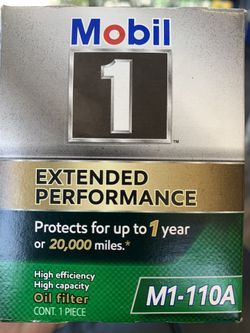 Mobil
1
™
EXTENDED
PERFORMANCE
Protects for up to 1 year
or 20,000 miles.*
High efficiency
High capacity
Oil filter
CONT. 1 PIECE
M1-110A